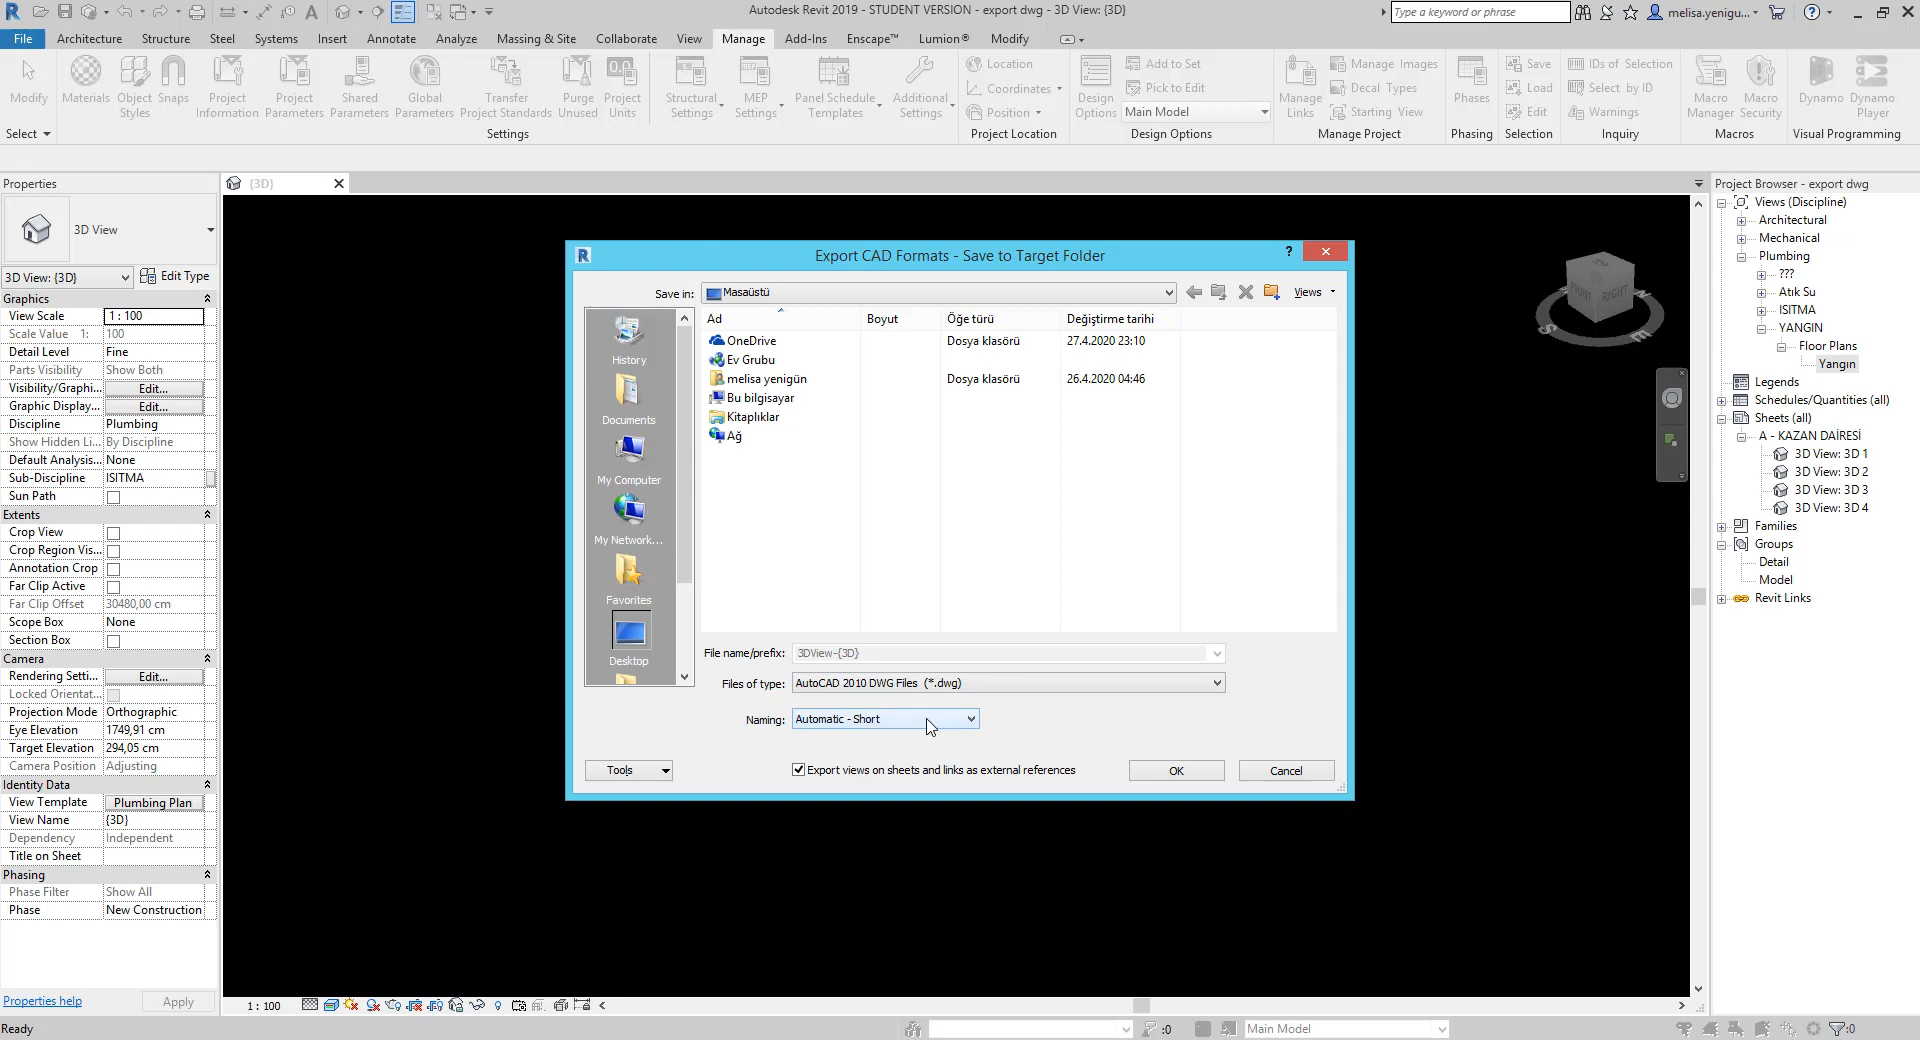 Autodesk Revit 2019 - STUDENT VERSION - export dwg - 3D View: {3D}
Type a keyword or phrase
melisa.yenigu...
File Architecture Structure Steel Systems Insert Annotate Analyze Massing & Site Collaborate View Manage Add-Ins Enscape™ Lumion® Modify
Modify
Materials
Object Styles
Snaps
Project Information
Project Parameters
Shared Parameters
Global Parameters
Transfer Project Standards
Purge Unused
Project Units
Structural Settings
MEP Settings
Panel Schedule Templates
Additional Settings
Location
Coordinates
Position
Design Options
Add to Set
Pick to Edit
Main Model
Manage Links
Manage Images
Decal Types
Starting View
Phases
Save
Load
Edit
IDs of Selection
Select by ID
Warnings
Macro Manager
Macro Security
Dynamo
Dynamo Player
Select Settings Project Location Design Options Manage Project Phasing Selection Inquiry Macros Visual Programming
Properties
3D View
3D View: {3D} Edit Type
Graphics
View Scale 1 : 100
Scale Value 1: 100
Detail Level Fine
Parts Visibility Show Both
Visibility/Graphi... Edit...
Graphic Display... Edit...
Discipline Plumbing
Show Hidden Li... By Discipline
Default Analysis... None
Sub-Discipline ISITMA
Sun Path
Extents
Crop View
Crop Region Vis...
Annotation Crop
Far Clip Active
Far Clip Offset 30480,00 cm
Scope Box None
Section Box
Camera
Rendering Setti... Edit...
Locked Orientat...
Projection Mode Orthographic
Eye Elevation 1749,91 cm
Target Elevation 294,05 cm
Camera Position Adjusting
Identity Data
View Template Plumbing Plan
View Name {3D}
Dependency Independent
Title on Sheet
Phasing
Phase Filter Show All
Phase New Construction
Properties help Apply
{3D}
Export CAD Formats - Save to Target Folder
Save in: Masaüstü Views
History
Documents
My Computer
My Network...
Favorites
Desktop
Ad Boyut Öğe türü Değiştirme tarihi
OneDrive Dosya klasörü 27.4.2020 23:10
Ev Grubu
melisa yenigün Dosya klasörü 26.4.2020 04:46
Bu bilgisayar
Kitaplıklar
Ağ
File name/prefix: 3DView-{3D}
Files of type: AutoCAD 2010 DWG Files (*.dwg)
Naming: Automatic - Short
Tools Export views on sheets and links as external references OK Cancel
FRONT RIGHT
S E
Project Browser - export dwg
Views (Discipline)
Architectural
Mechanical
Plumbing
???
Atık Su
ISITMA
YANGIN
Floor Plans
Yangın
Legends
Schedules/Quantities (all)
Sheets (all)
A - KAZAN DAİRESİ
3D View: 3D 1
3D View: 3D 2
3D View: 3D 3
3D View: 3D 4
Families
Groups
Detail
Model
Revit Links
1 : 100
Ready :0 Main Model :0